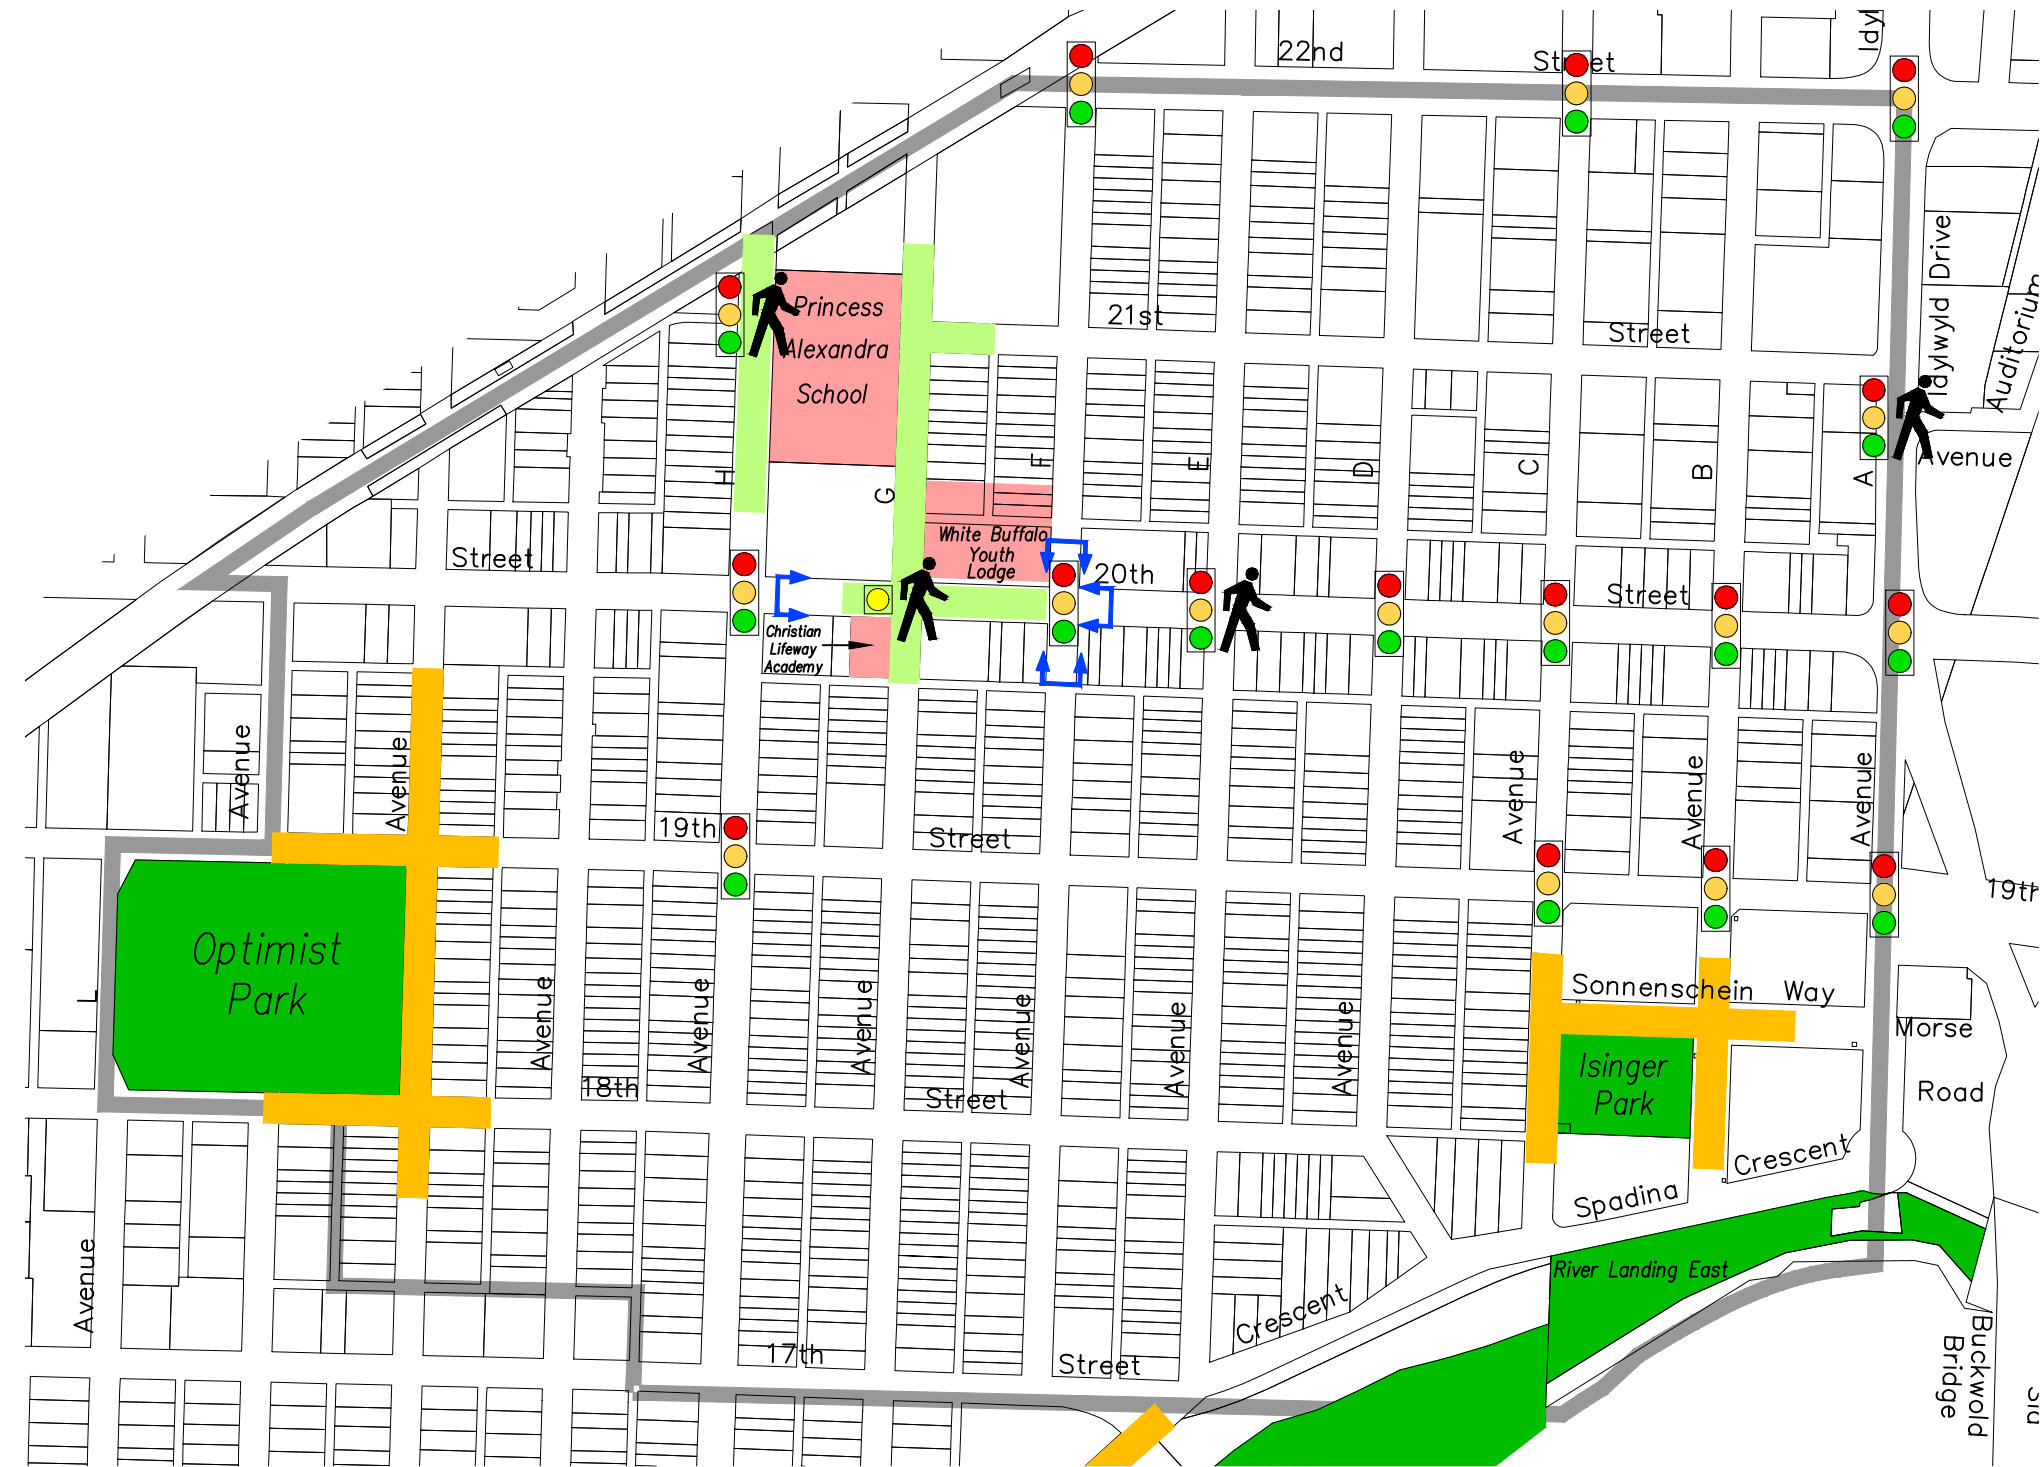 22nd
Street
Idyl
Idylwyld Drive
Auditorium
Princess
Alexandra
School
21st
Street
H
G
F
E
D
C
B
A
Avenue
White Buffalo
Youth
Lodge
Street
20th
Street
Christian
Lifeway
Academy
Avenue
Avenue
Avenue
Avenue
Avenue
19th
Street
19th
Optimist
Park
L
Avenue
Avenue
Avenue
Avenue
Avenue
Avenue
Sonnenschein Way
Morse
Road
Isinger
Park
18th
Street
Crescent
Spadina
Avenue
River Landing East
Crescent
17th
Street
Buckwold
Bridge